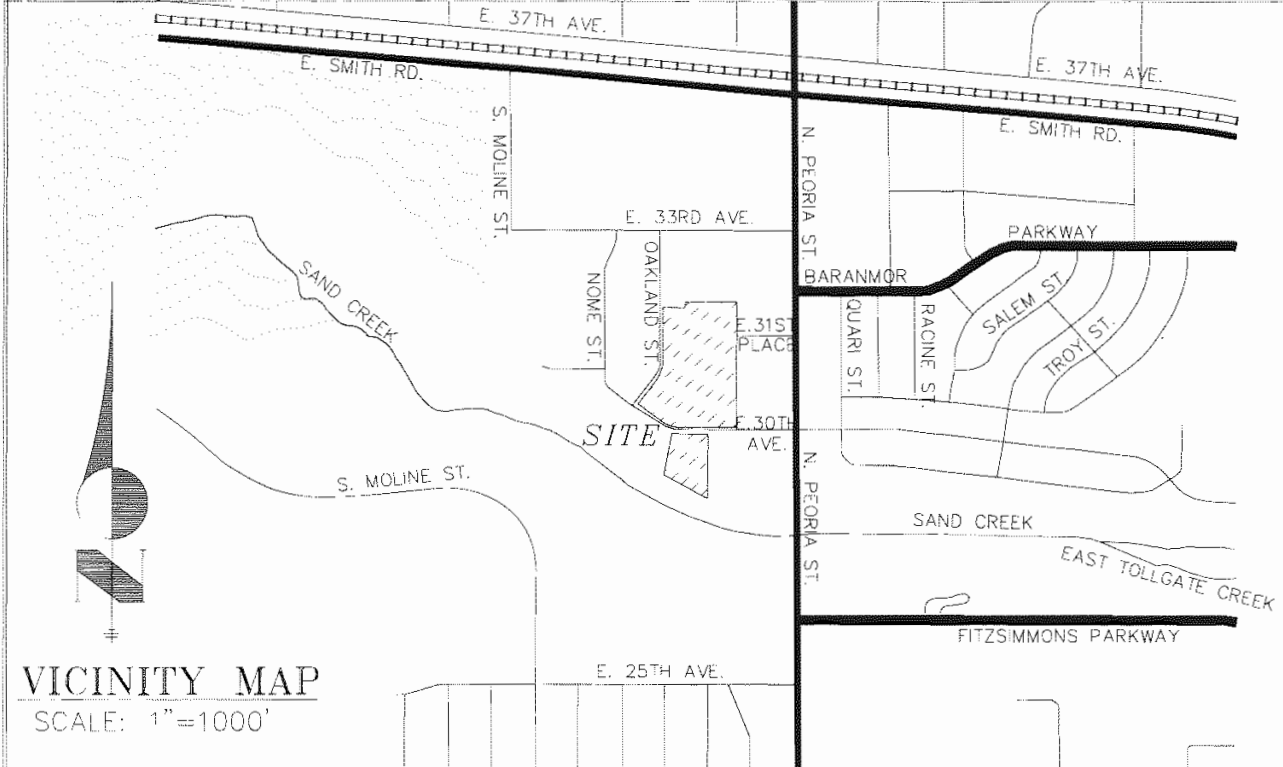 E. 37TH AVE.
E. SMITH RD.
E. 37TH AVE.
E. SMITH RD.
S. MOLINE ST.
N. PEORIA ST.
E. 33RD AVE.
PARKWAY
BARANMOR
SAND CREEK
NOME ST.
OAKLAND ST.
E.31ST
PLACE
QUARI ST.
RACINE ST.
SALEM ST.
TROY ST.
SITE
E.30TH
AVE.
S. MOLINE ST.
N. PEORIA ST.
SAND CREEK
EAST TOLLGATE CREEK
FITZSIMMONS PARKWAY
N
E. 25TH AVE.
VICINITY MAP
SCALE: 1"=1000'